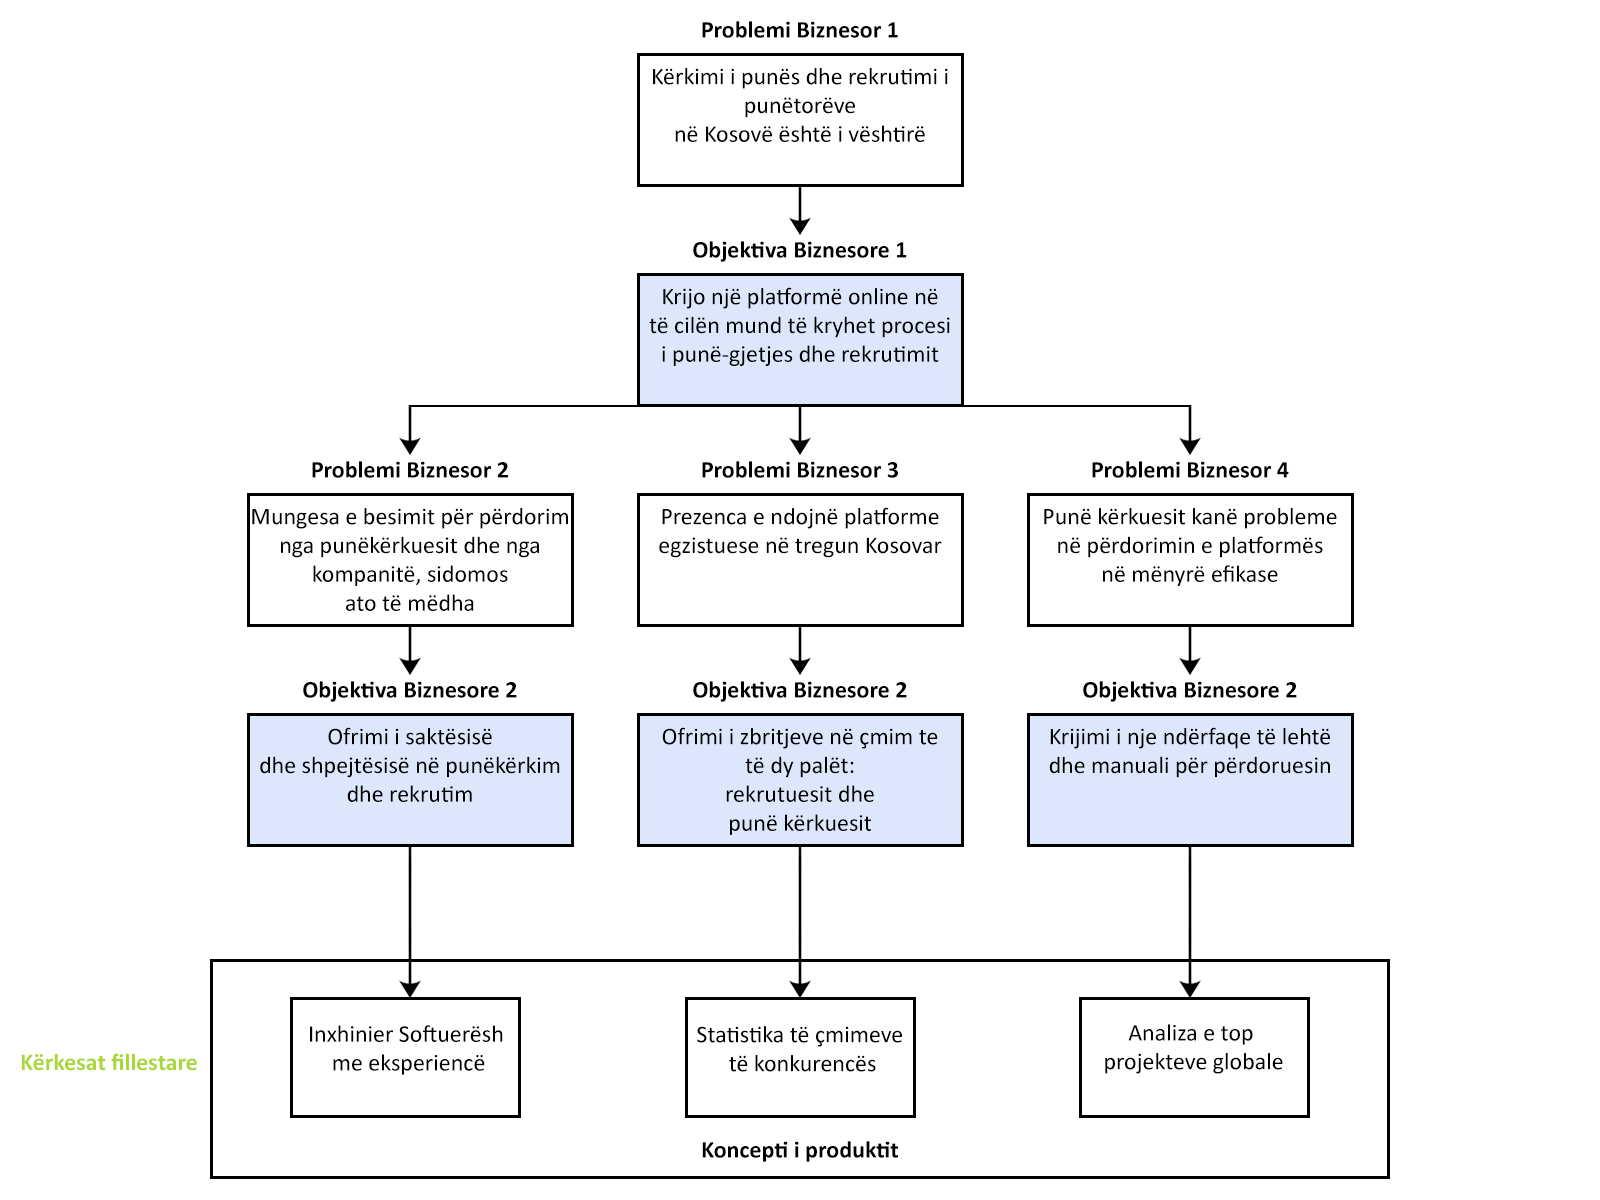 Problemi Biznesor 1
Kërkimi i punës dhe rekrutimi i
punëtorëve
në Kosovë është i vështirë
Objektiva Biznesore 1
Krijo një platformë online në
të cilën mund të kryhet procesi
i punë-gjetjes dhe rekrutimit
Problemi Biznesor 2
Mungesa e besimit për përdorim
nga punëkërkuesit dhe nga
kompanitë, sidomos
ato të mëdha
Problemi Biznesor 3
Prezenca e ndojnë platforme
egzistuese në tregun Kosovar
Problemi Biznesor 4
Punë kërkuesit kanë probleme
në përdorimin e platformës
në mënyrë efikase
Objektiva Biznesore 2
Ofrimi i saktësisë
dhe shpejtësisë në punëkërkim
dhe rekrutim
Objektiva Biznesore 2
Ofrimi i zbritjeve në çmim te
të dy palët:
rekrutuesit dhe
punë kërkuesit
Objektiva Biznesore 2
Krijimi i nje ndërfaqe të lehtë
dhe manuali për përdoruesin
Kërkesat fillestare
Inxhinier Softuerësh
me eksperiencë
Statistika të çmimeve
të konkurencës
Analiza e top
projekteve globale
Koncepti i produktit